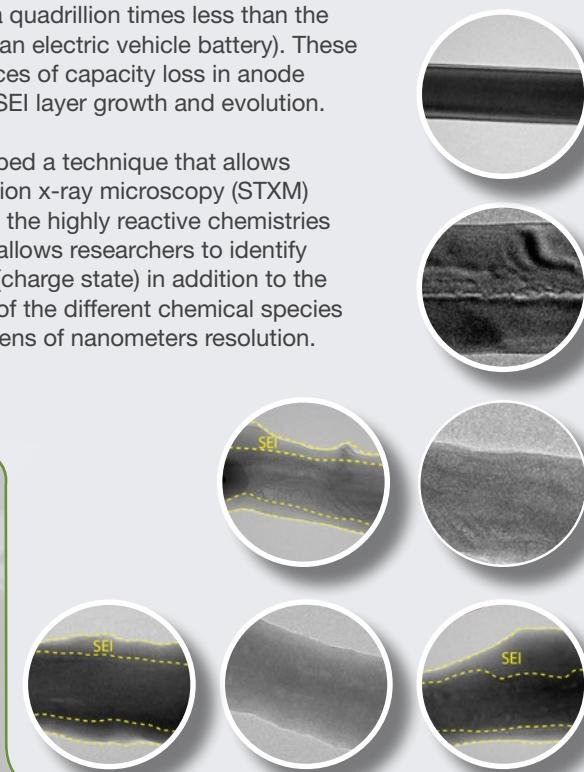 a quadrillion times less than the
an electric vehicle battery). These
ces of capacity loss in anode
SEI layer growth and evolution.
ped a technique that allows
ion x-ray microscopy (STXM)
the highly reactive chemistries
allows researchers to identify
(charge state) in addition to the
of the different chemical species
ens of nanometers resolution.
SEI
SEI
SEI